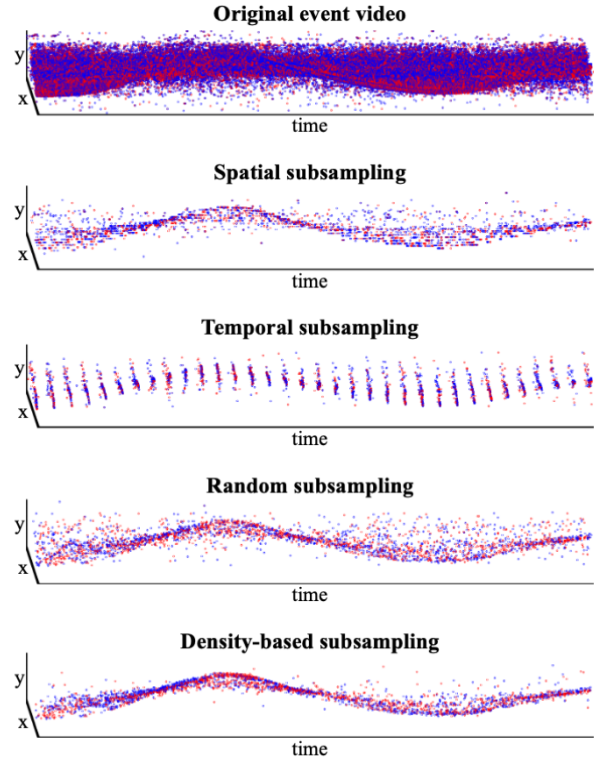 Original event video
y
x
time
Spatial subsampling
y
x
time
Temporal subsampling
y
x
time
Random subsampling
y
x
time
Density-based subsampling
y
x
time